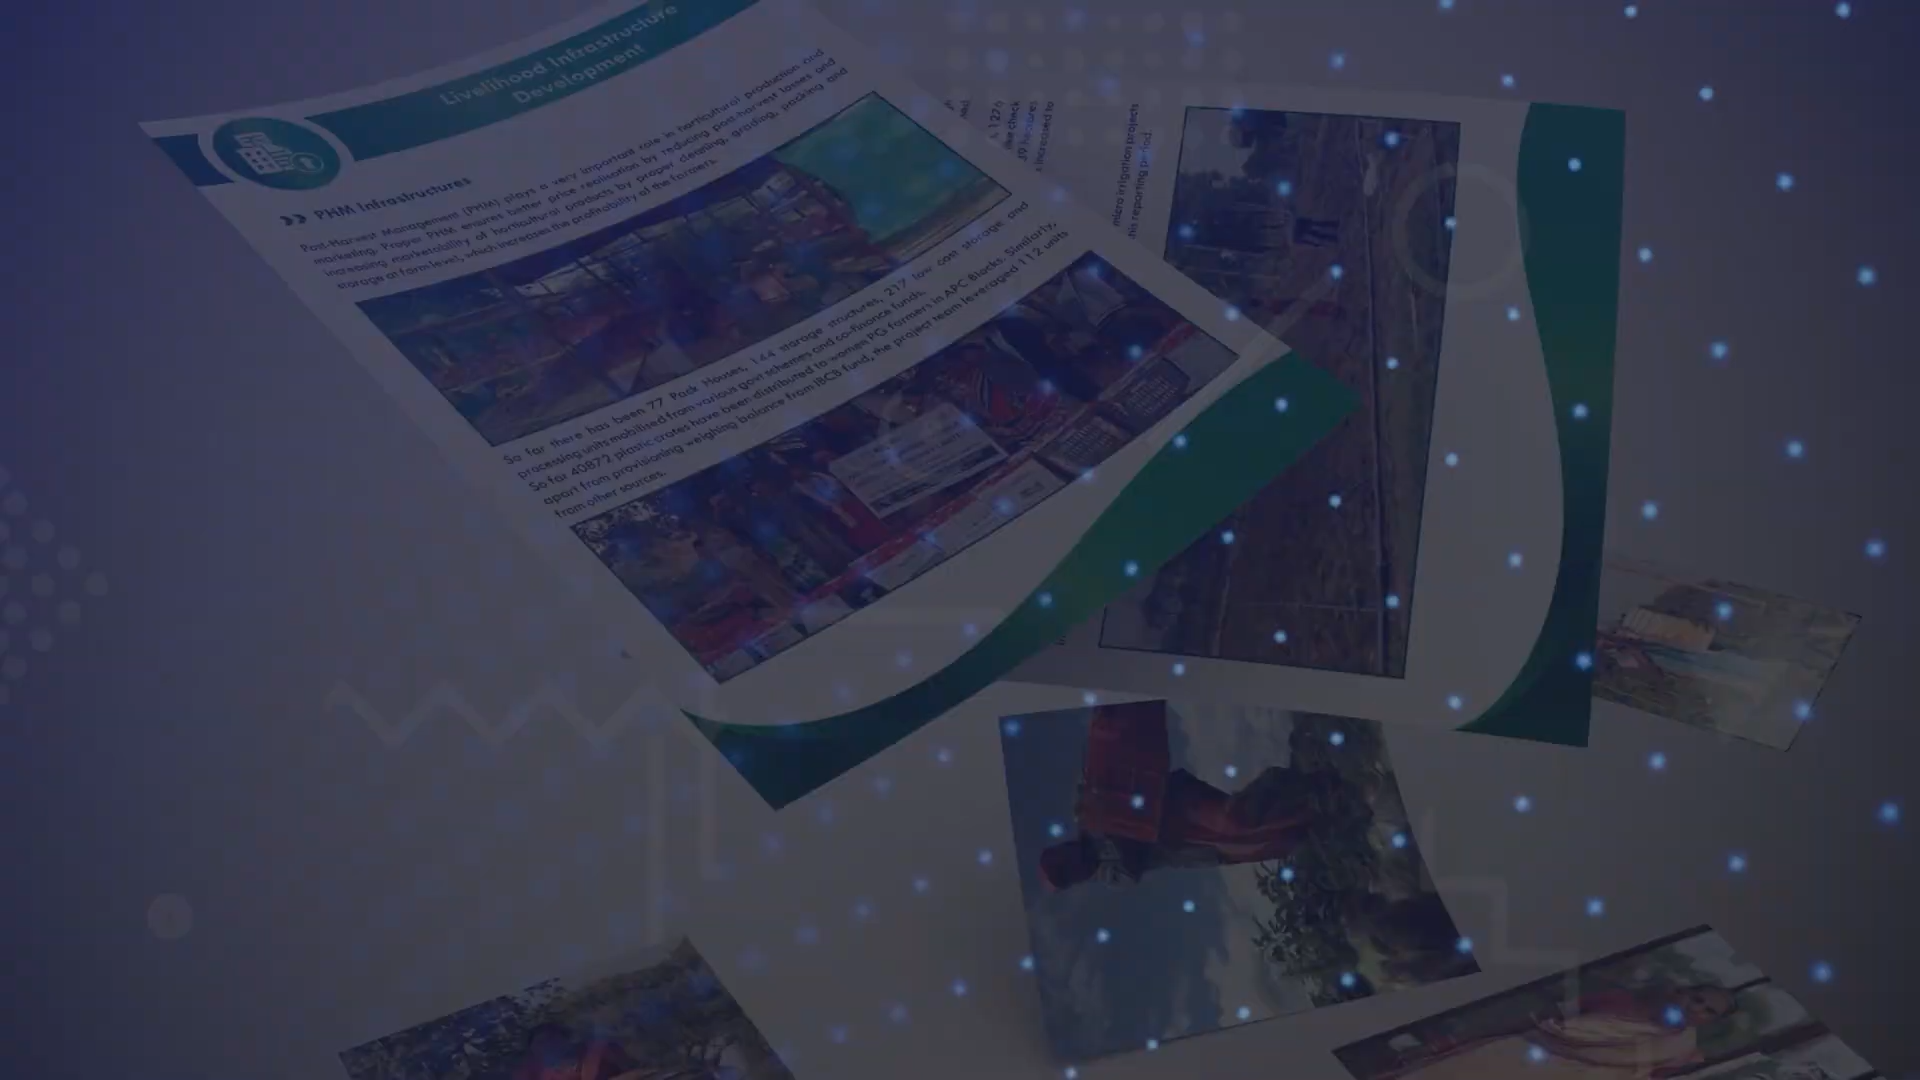 Livelihood Infrastructure
Development
PHM Infrastructures
Post-Harvest Management (PHM) plays a very important role in horticultural production and
marketing. Proper PHM ensures better price realisation by reducing post-harvest losses and
increasing marketability of horticultural products by proper cleaning, grading, packing and
storage at farm level, which increases the profitability of the farmers.
So far there has been 77 Pack Houses, 144 storage structures, 217 low cost storage and
processing units mobilised from various govt schemes and co-finance funds.
So far 40872 plastic crates have been distributed to women PG farmers in APC Blocks. Similarly,
apart from provisioning weighing balance from IBCB fund, the project team leveraged 112 units
from other sources.
1276
check
increased to
micro irrigation projects
this reporting period.